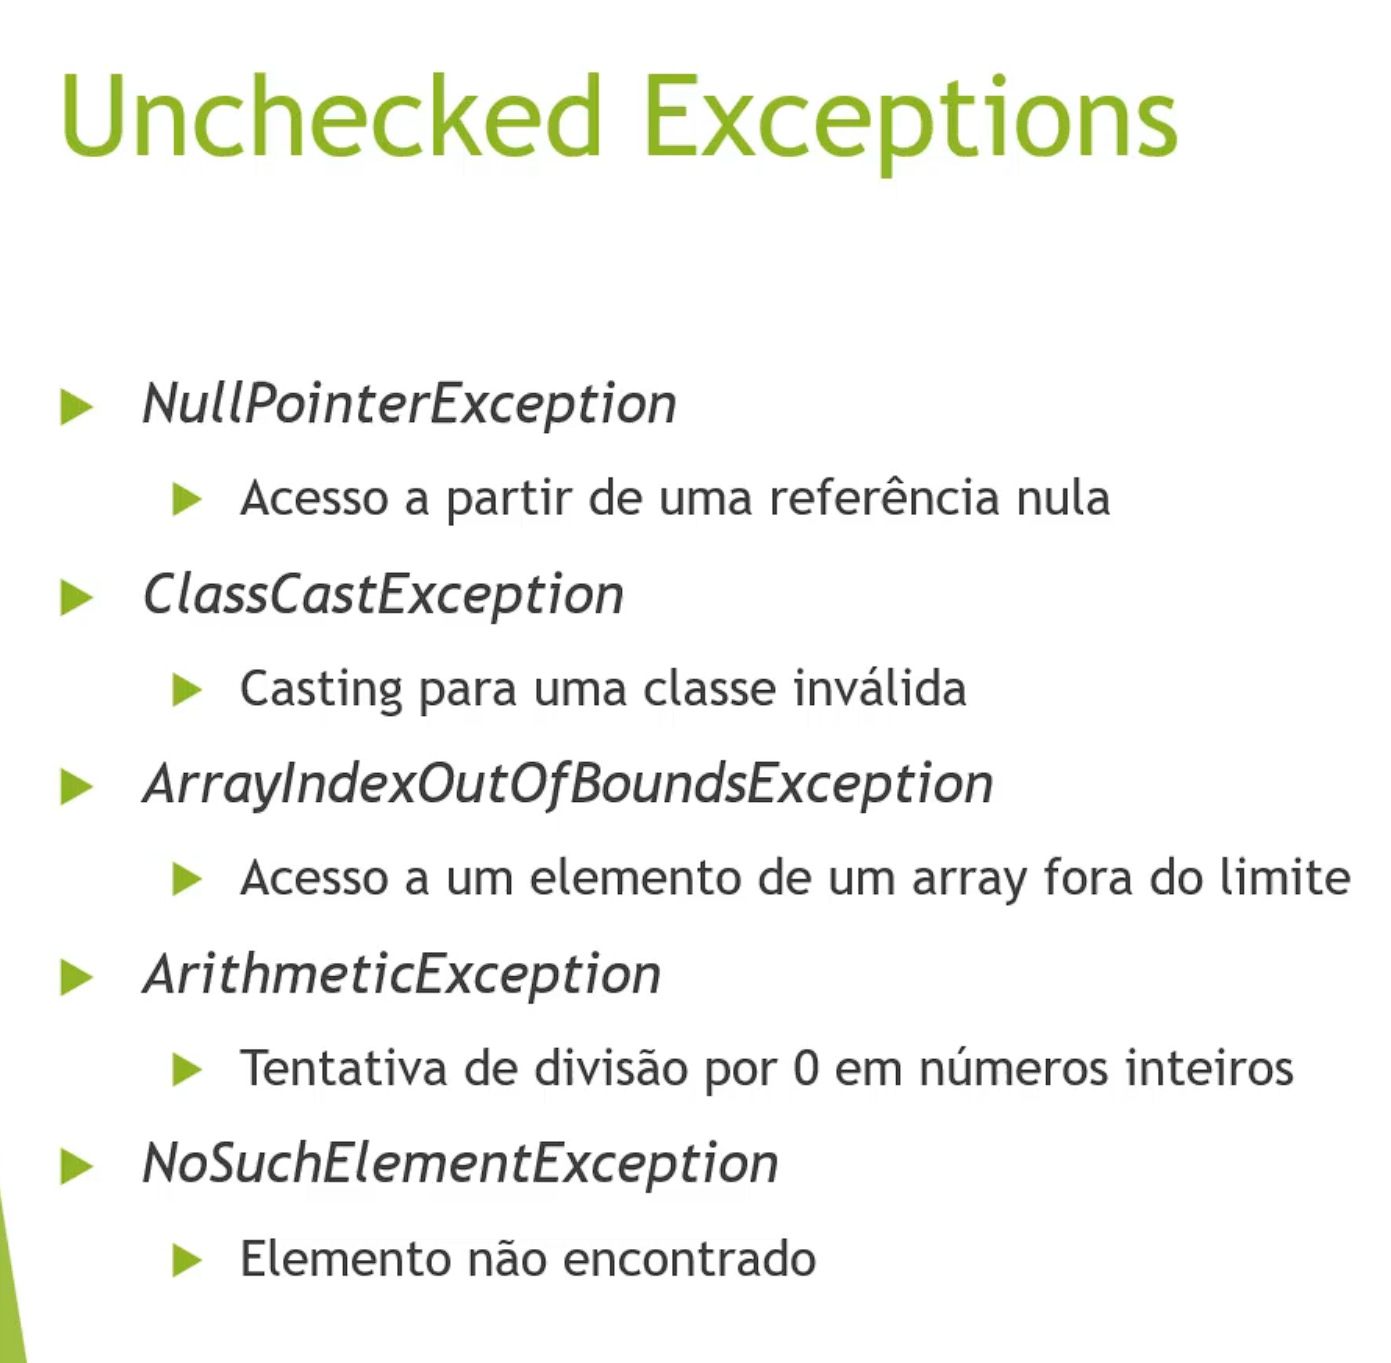 Unchecked Exceptions
NullPointerException
Acesso a partir de uma referência nula
ClassCastException
Casting para uma classe inválida
ArrayIndexOutOfBoundsException
Acesso a um elemento de um array fora do limite
ArithmeticException
Tentativa de divisão por 0 em números inteiros
NoSuchElementException
Elemento não encontrado